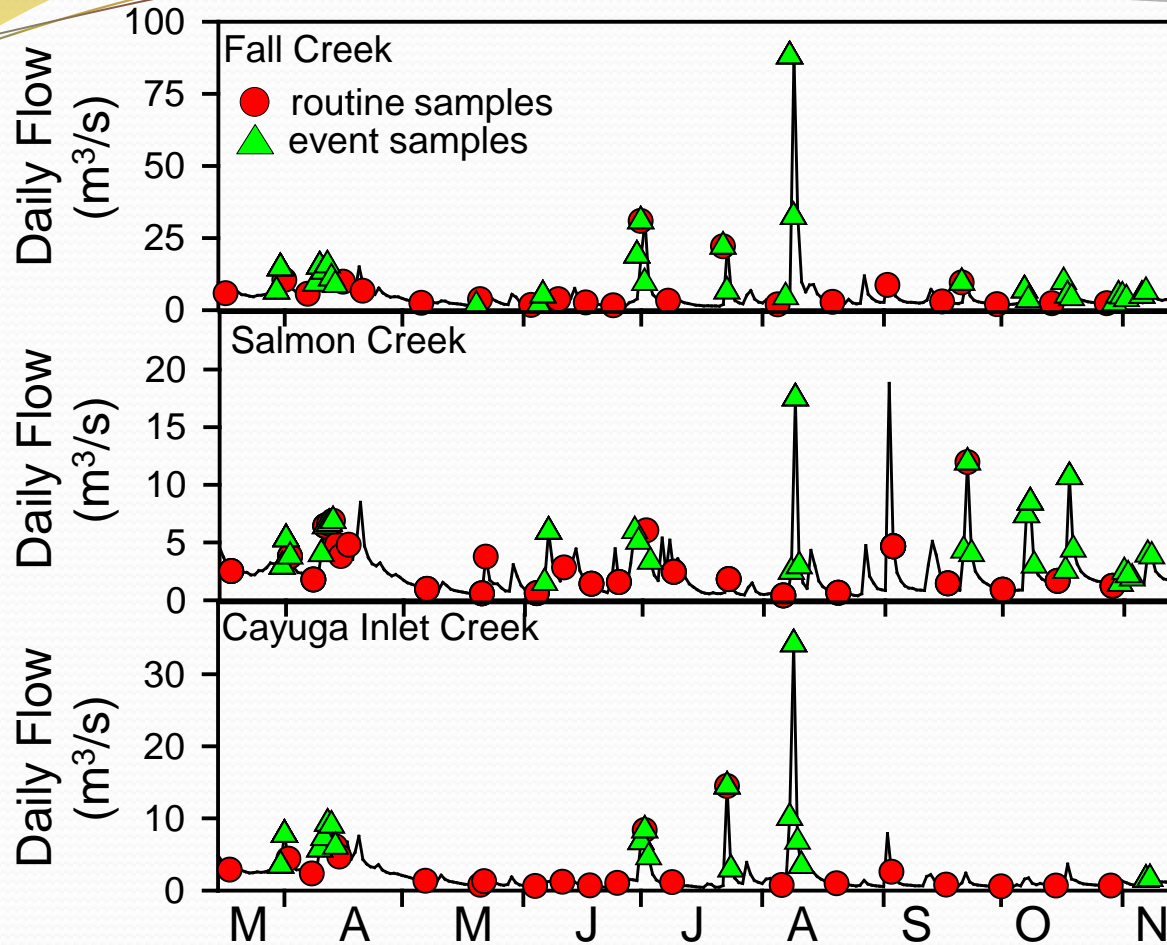 100
Fall Creek
75
routine samples
event samples
50
25
0
Daily Flow
(m³/s)
Salmon Creek
20
15
10
5
0
Daily Flow
(m³/s)
Cayuga Inlet Creek
30
20
10
0
Daily Flow
(m³/s)
M A M J J A S O N